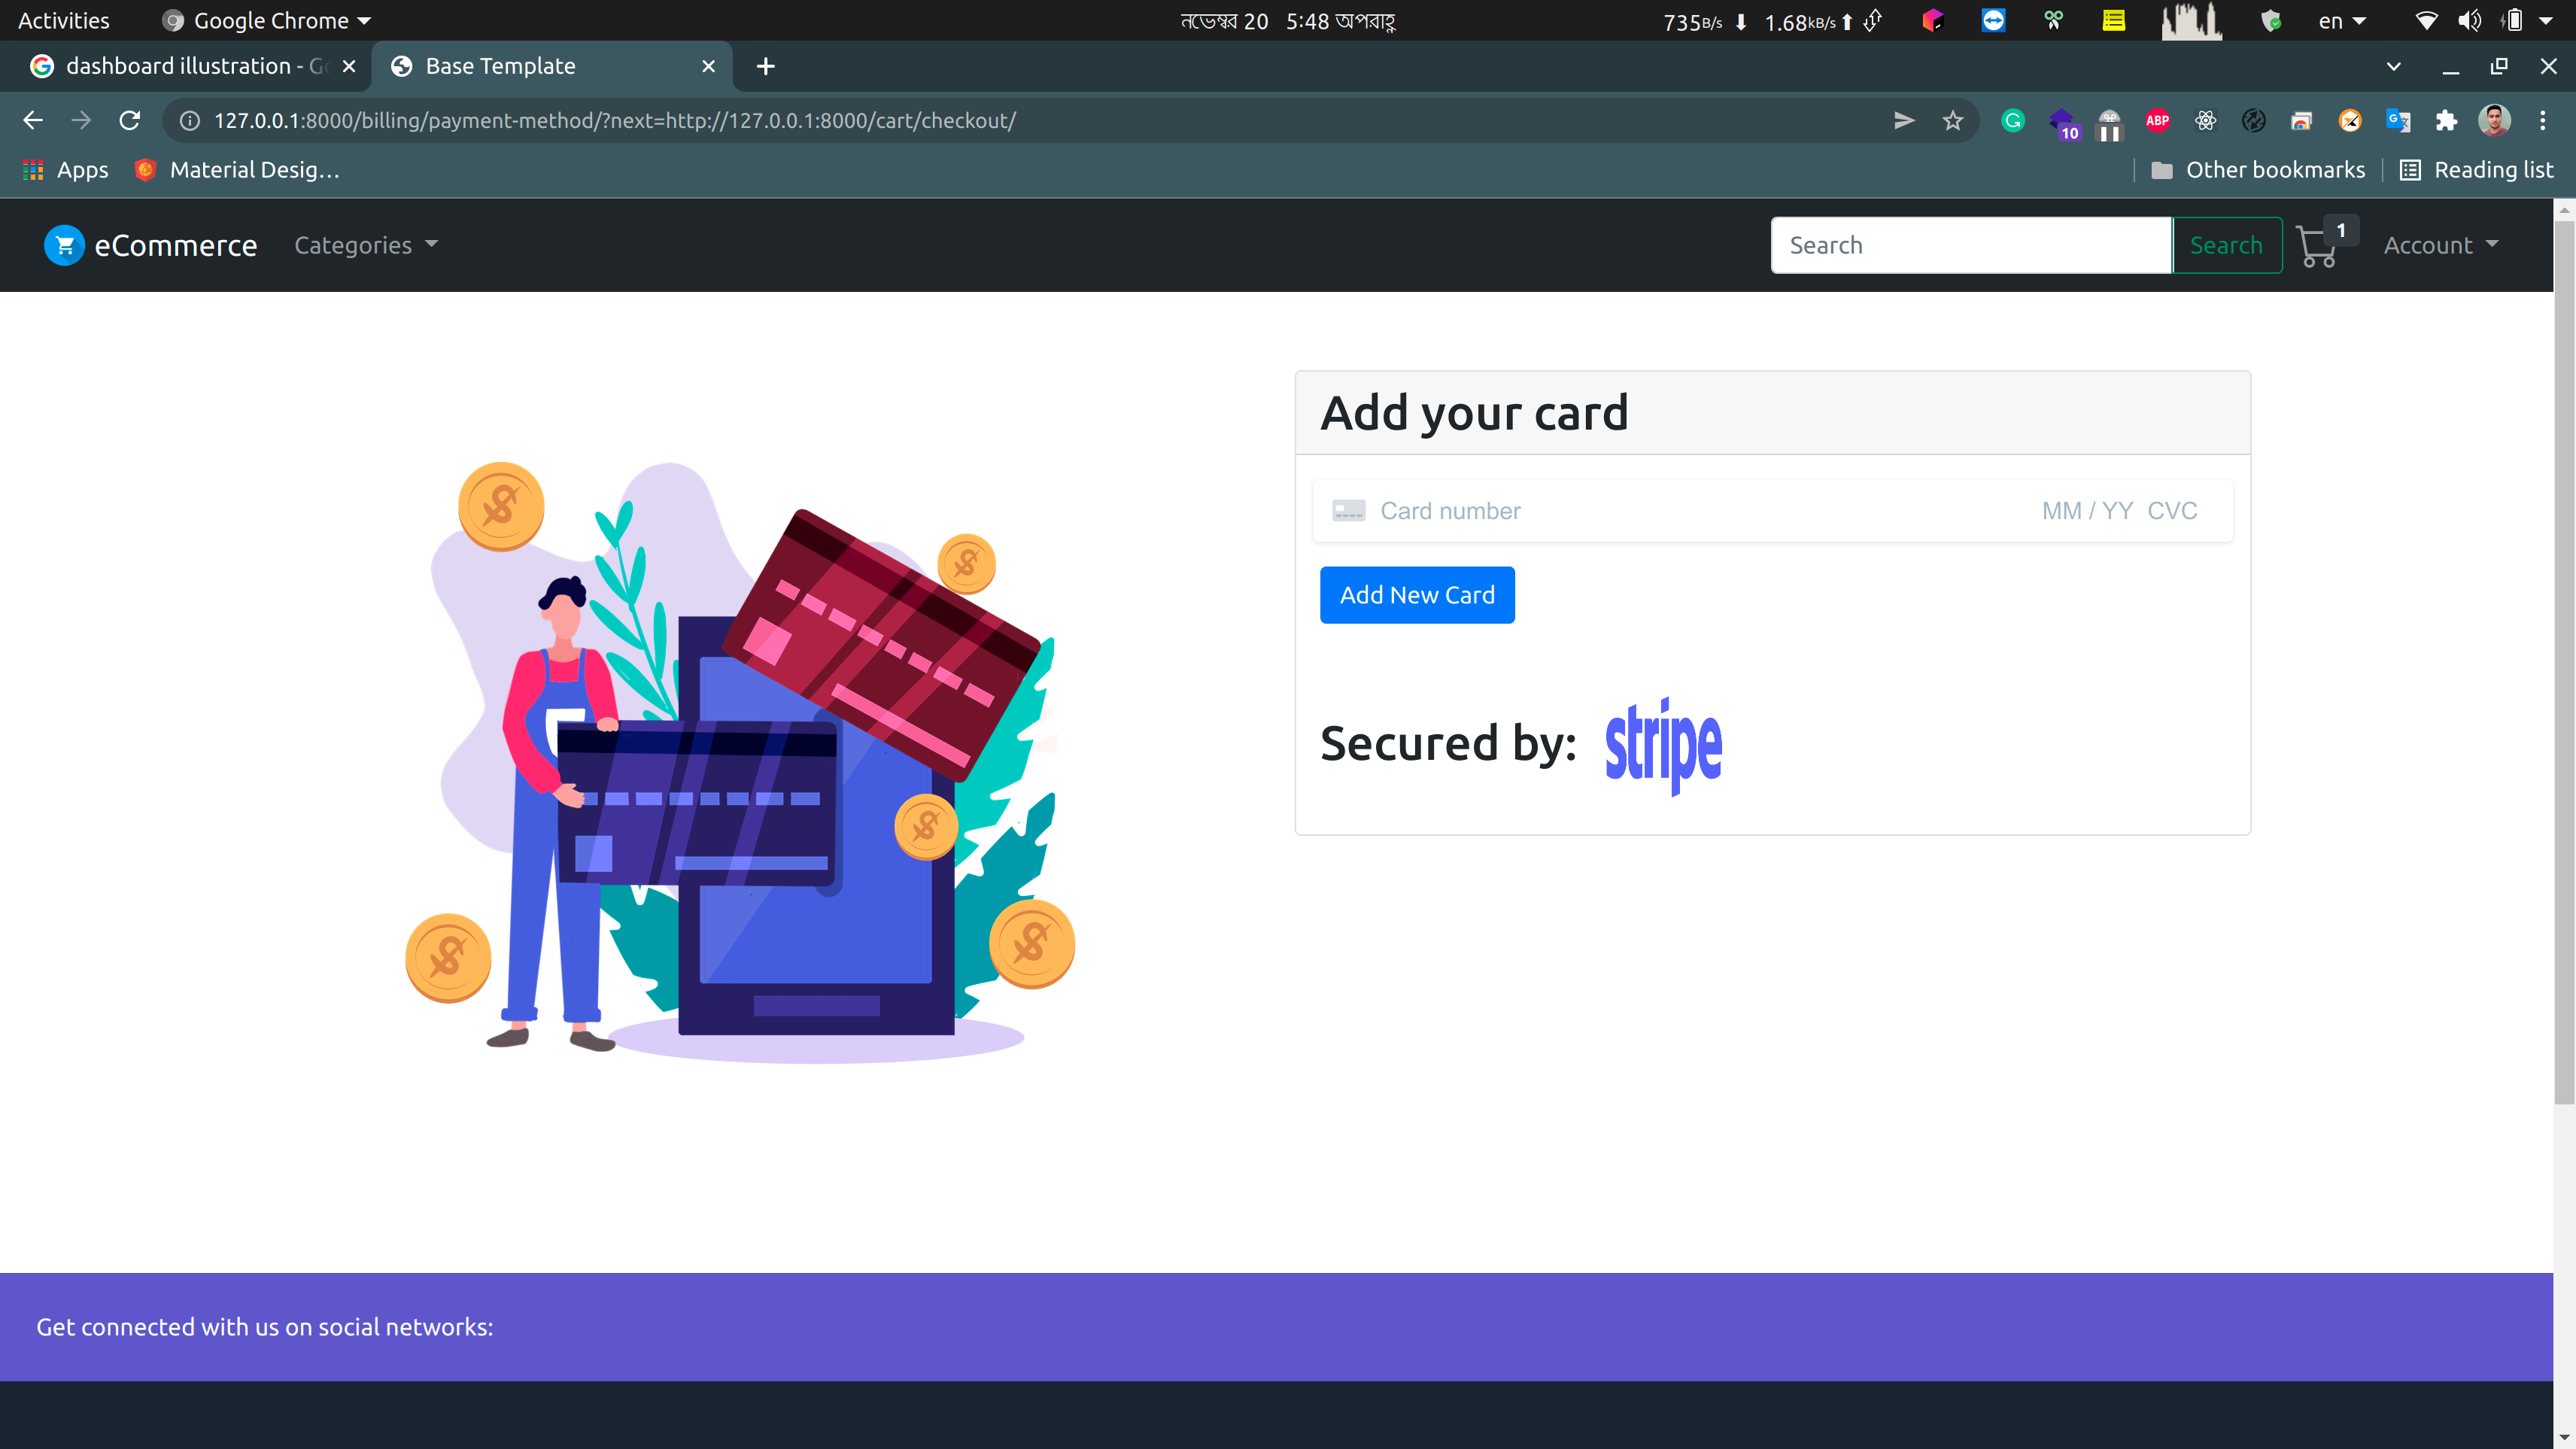 Activities Google Chrome নভেম্বর 20 5:48 অপরাহ্ণ 735B/s 1.68kB/s en
dashboard illustration - Go Base Template
127.0.0.1:8000/billing/payment-method/?next=http://127.0.0.1:8000/cart/checkout/ 10 ABP
Apps Material Desig… Other bookmarks Reading list
eCommerce Categories Search Search 1 Account
Add your card
Card number MM / YY CVC
Add New Card
Secured by: stripe
Get connected with us on social networks: